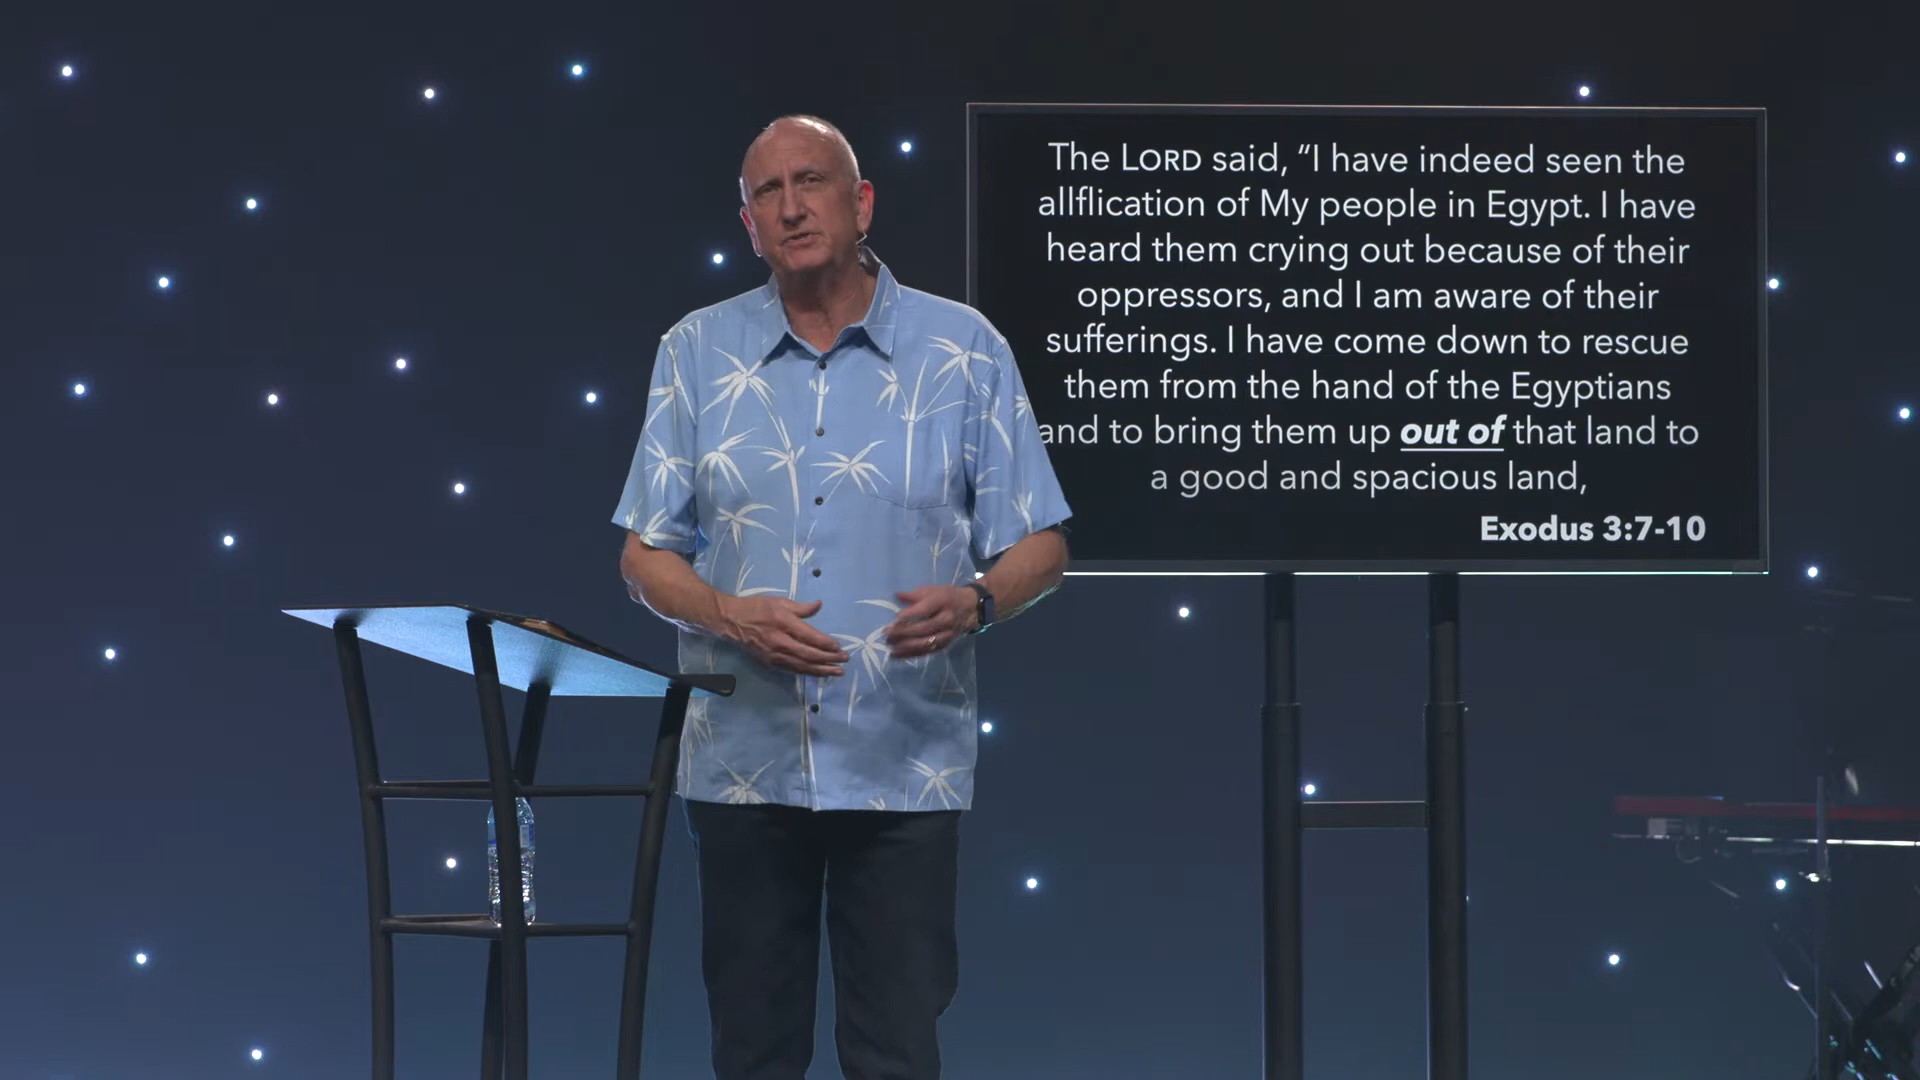 The LORD said, “I have indeed seen the
allflication of My people in Egypt. I have
heard them crying out because of their
oppressors, and I am aware of their
sufferings. I have come down to rescue
them from the hand of the Egyptians
and to bring them up out of that land to
a good and spacious land,
Exodus 3:7-10